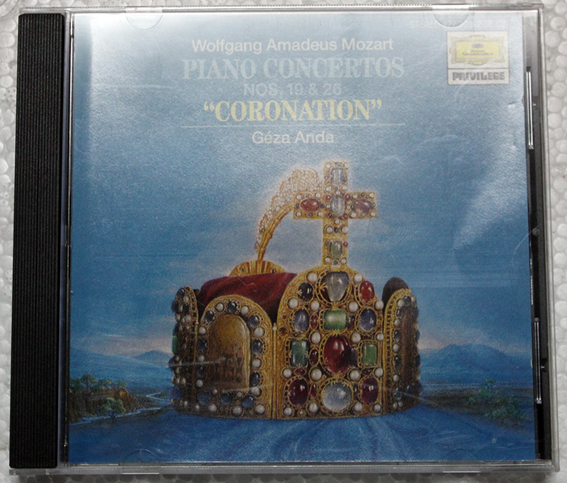 Wolfgang Amadeus Mozart
PIANO CONCERTOS
NOS. 19 & 26
"CORONATION"
Géza Anda
PRIVILEGE